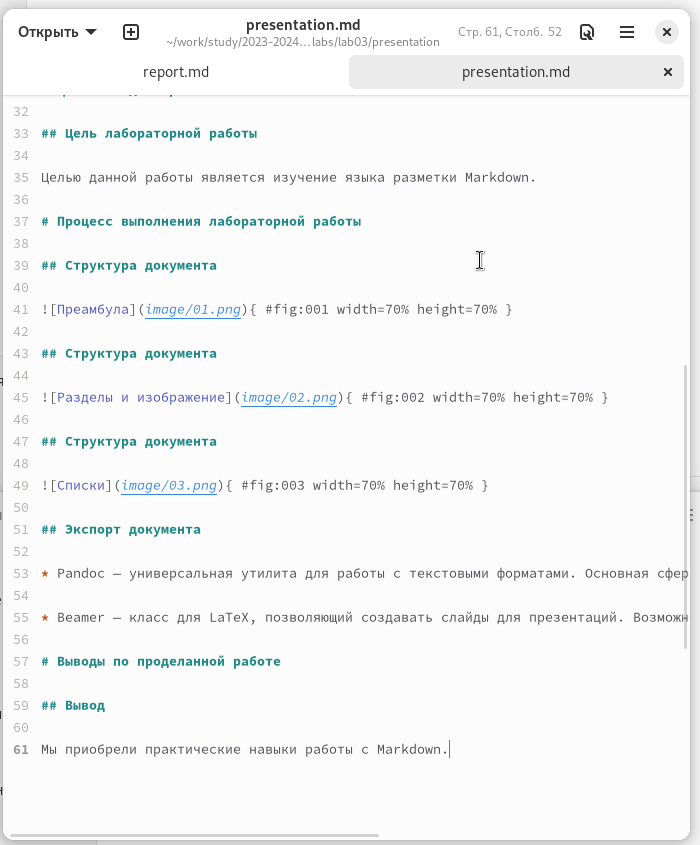 Открыть
presentation.md
~/work/study/2023-2024…labs/lab03/presentation
Стр. 61, Столб. 52
report.md
presentation.md
32
33 ## Цель лабораторной работы
34
35 Целью данной работы является изучение языка разметки Markdown.
36
37 # Процесс выполнения лабораторной работы
38
39 ## Структура документа
40
41 ![Преамбула](image/01.png){ #fig:001 width=70% height=70% }
42
43 ## Структура документа
44
45 ![Разделы и изображение](image/02.png){ #fig:002 width=70% height=70% }
46
47 ## Структура документа
48
49 ![Списки](image/03.png){ #fig:003 width=70% height=70% }
50
51 ## Экспорт документа
52
53 * Pandoc — универсальная утилита для работы с текстовыми форматами. Основная сфер
54
55 * Beamer — класс для LaTeX, позволяющий создавать слайды для презентаций. Возможн
56
57 # Выводы по проделанной работе
58
59 ## Вывод
60
61 Мы приобрели практические навыки работы с Markdown.